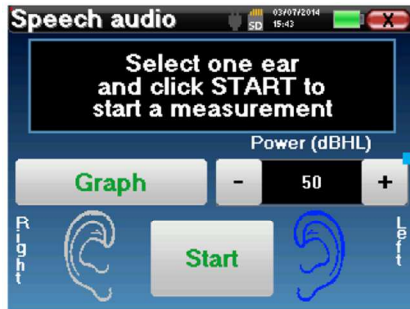 Speech audio
SD
03/07/2014
15:43
X
Select one ear
and click START to
start a measurement
Power (dBHL)
Graph
-
50
+
Right
Start
Left